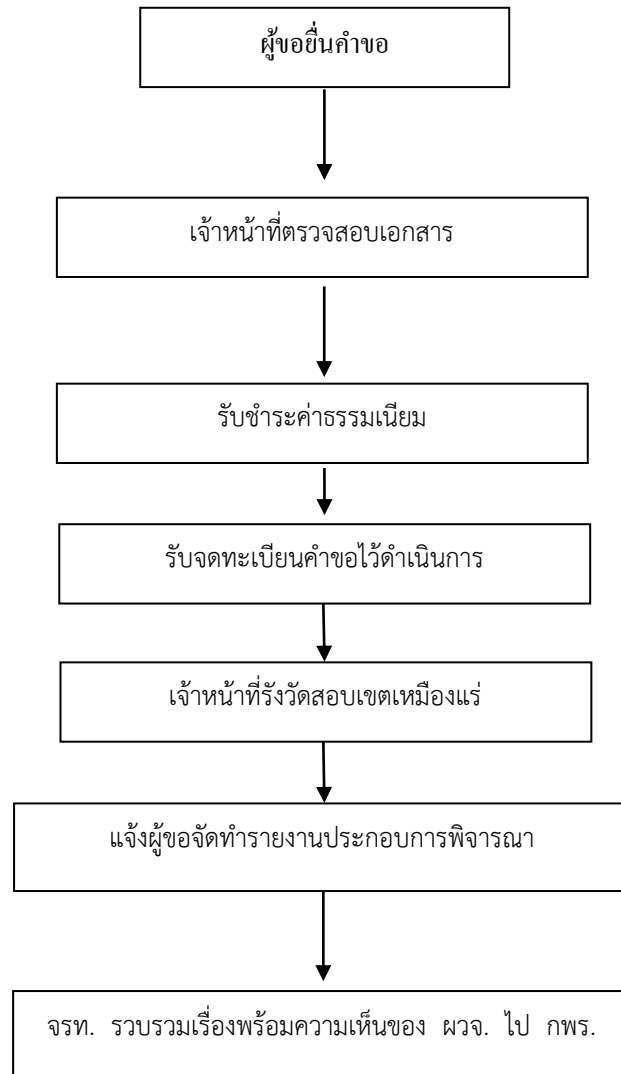 ผู้ขอยื่นคำขอ
เจ้าหน้าที่ตรวจสอบเอกสาร
รับชำระค่าธรรมเนียม
รับจดทะเบียนคำขอไว้ดำเนินการ
เจ้าหน้าที่รังวัดสอบเขตเหมืองแร่
แจ้งผู้ขอจัดทำรายงานประกอบการพิจารณา
จรท. รวบรวมเรื่องพร้อมความเห็นของ ผวจ. ไป กพร.